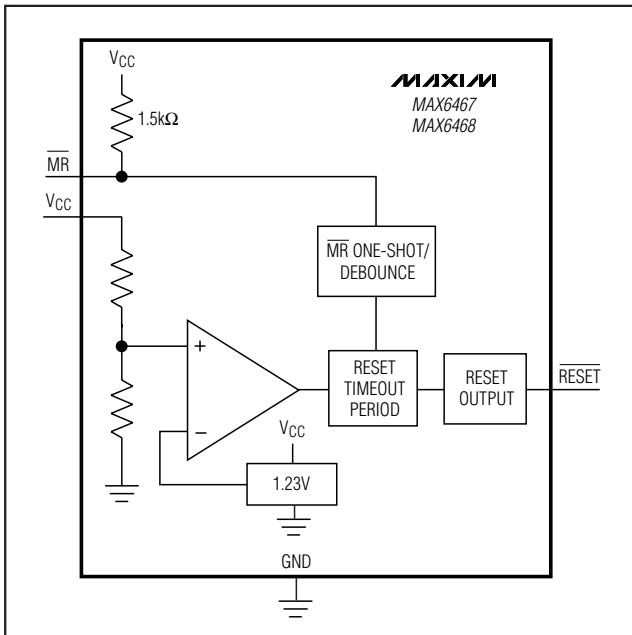 VCC
MAXIM
MAX6467
MAX6468
1.5kΩ
MR
VCC
MR ONE-SHOT/
DEBOUNCE
+
RESET
TIMEOUT
PERIOD
RESET
OUTPUT
RESET
−
VCC
1.23V
GND